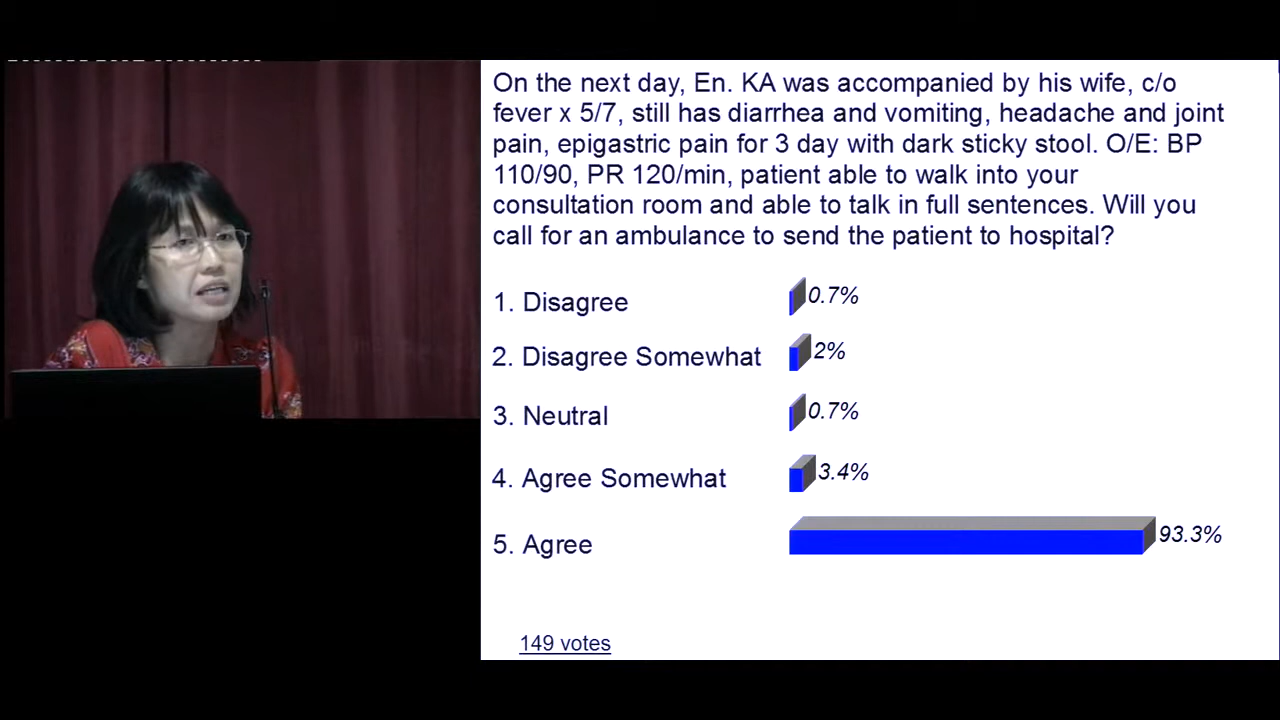 On the next day, En. KA was accompanied by his wife, c/o
fever x 5/7, still has diarrhea and vomiting, headache and joint
pain, epigastric pain for 3 day with dark sticky stool. O/E: BP
110/90, PR 120/min, patient able to walk into your
consultation room and able to talk in full sentences. Will you
call for an ambulance to send the patient to hospital?
1. Disagree 0.7%
2. Disagree Somewhat 2%
3. Neutral 0.7%
4. Agree Somewhat 3.4%
5. Agree 93.3%
149 votes